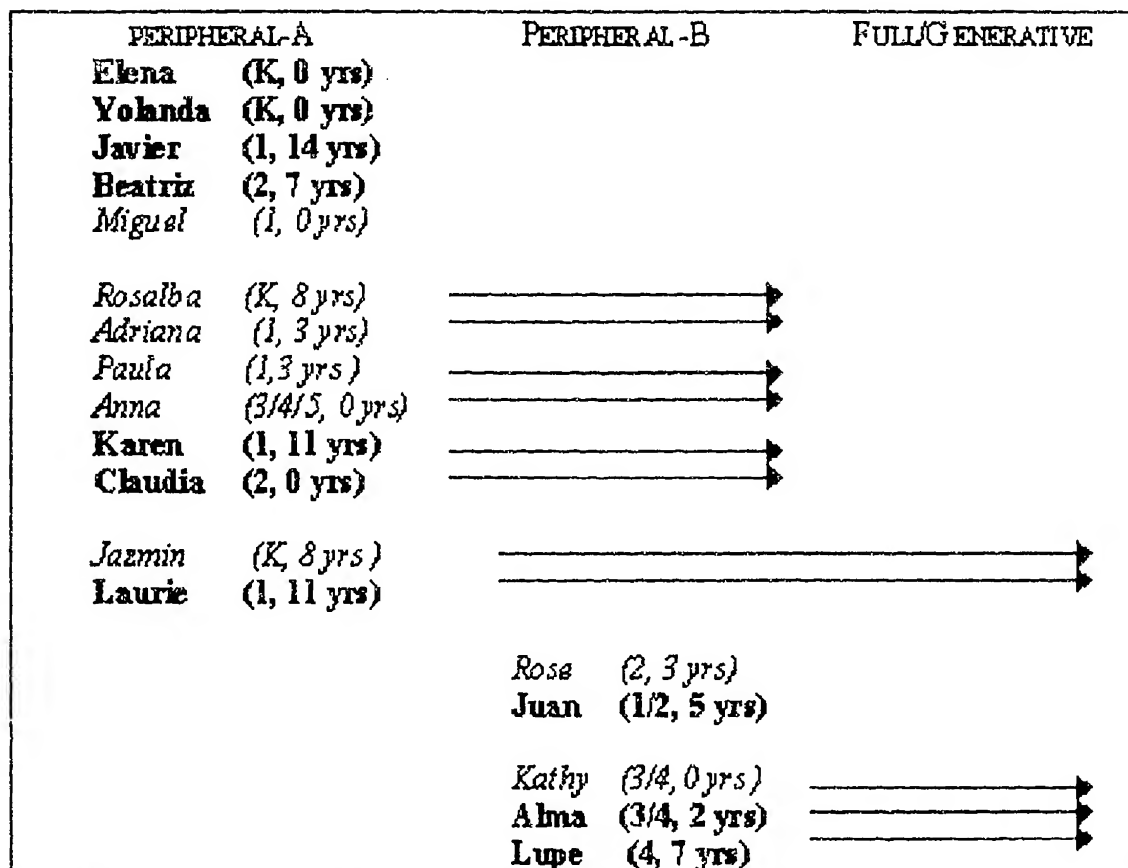 PERIPHERAL-A PERIPHERAL-B FULL/GENERATIVE
Elena (K, 0 yrs)
Yolanda (K, 0 yrs)
Javier (1, 14 yrs)
Beatriz (2, 7 yrs)
Miguel (1, 0 yrs)
Rosalba (K, 8 yrs)
Adriana (1, 3 yrs)
Paula (1,3 yrs)
Anna (3/4/5, 0 yrs)
Karen (1, 11 yrs)
Claudia (2, 0 yrs)
Jazmin (K, 8 yrs)
Laurie (1, 11 yrs)
Rose (2, 3 yrs)
Juan (1/2, 5 yrs)
Kathy (3/4, 0 yrs)
Alma (3/4, 2 yrs)
Lupe (4, 7 yrs)